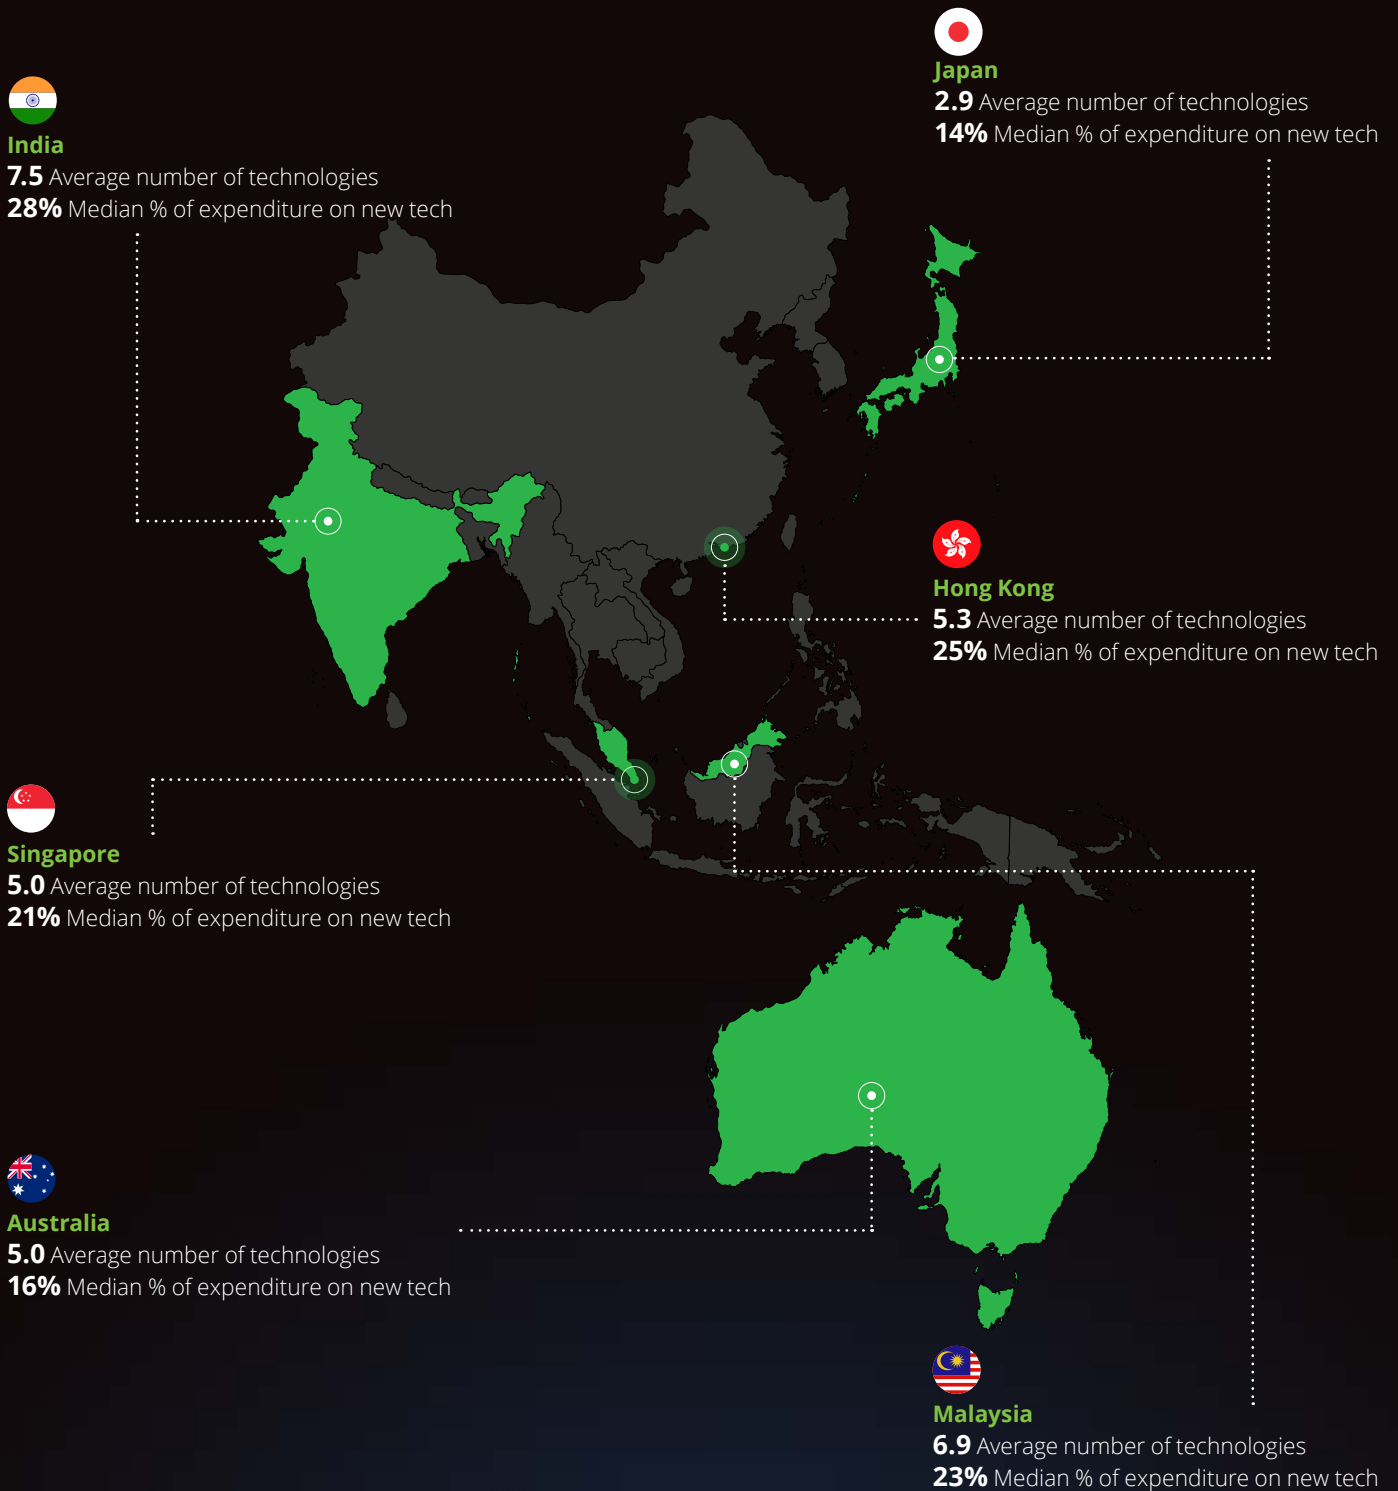 Japan
2.9 Average number of technologies
14% Median % of expenditure on new tech
India
7.5 Average number of technologies
28% Median % of expenditure on new tech
Hong Kong
5.3 Average number of technologies
25% Median % of expenditure on new tech
Singapore
5.0 Average number of technologies
21% Median % of expenditure on new tech
Australia
5.0 Average number of technologies
16% Median % of expenditure on new tech
Malaysia
6.9 Average number of technologies
23% Median % of expenditure on new tech